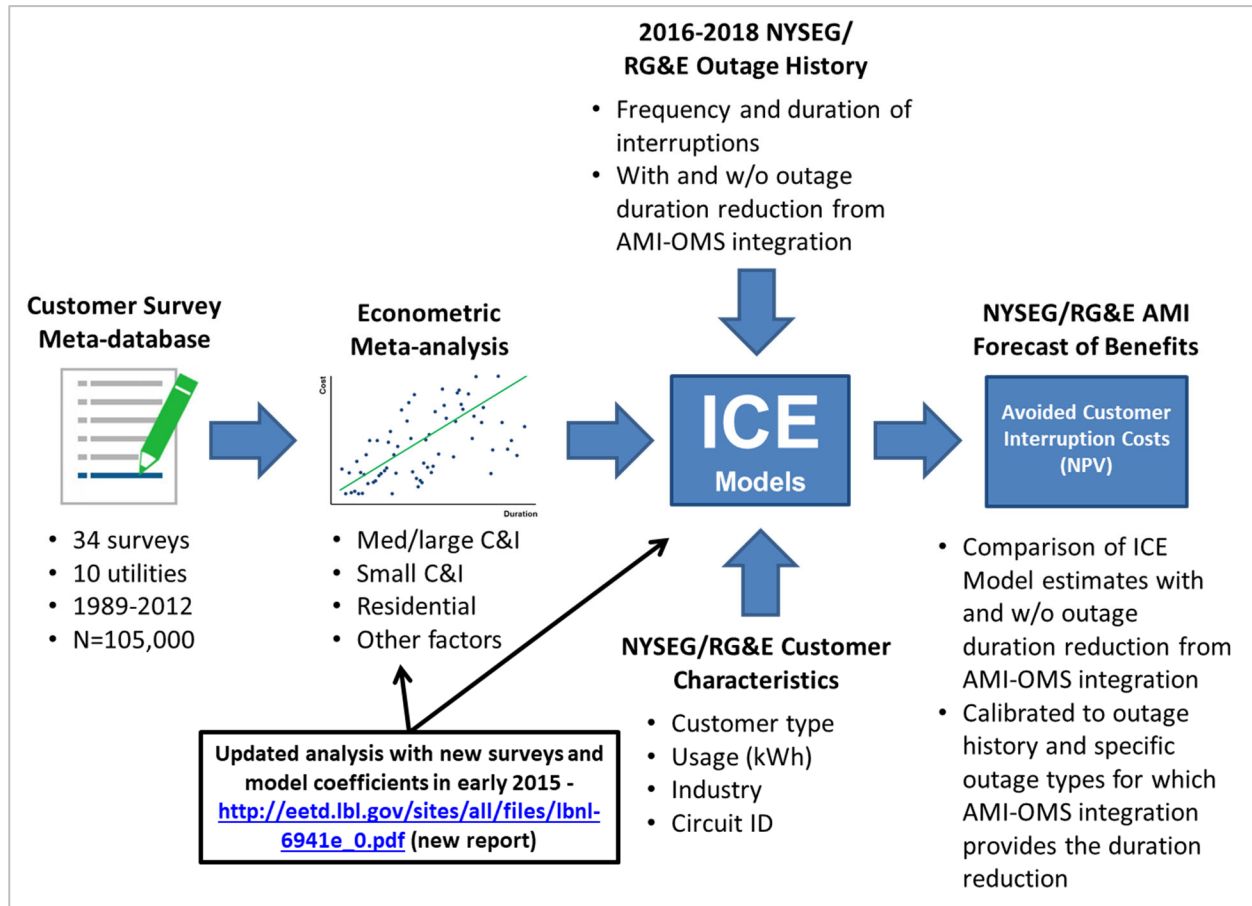 2016-2018 NYSEG/
RG&E Outage History
• Frequency and duration of
interruptions
• With and w/o outage
duration reduction from
AMI-OMS integration
Customer Survey
Meta-database
• 34 surveys
• 10 utilities
• 1989-2012
• N=105,000
Econometric
Meta-analysis
Cost
Duration
• Med/large C&I
• Small C&I
• Residential
• Other factors
ICE
Models
NYSEG/RG&E AMI
Forecast of Benefits
Avoided Customer
Interruption Costs
(NPV)
• Comparison of ICE
Model estimates with
and w/o outage
duration reduction from
AMI-OMS integration
• Calibrated to outage
history and specific
outage types for which
AMI-OMS integration
provides the duration
reduction
NYSEG/RG&E Customer
Characteristics
• Customer type
• Usage (kWh)
• Industry
• Circuit ID
Updated analysis with new surveys and
model coefficients in early 2015 -
http://eetd.lbl.gov/sites/all/files/lbnl-
6941e_0.pdf (new report)